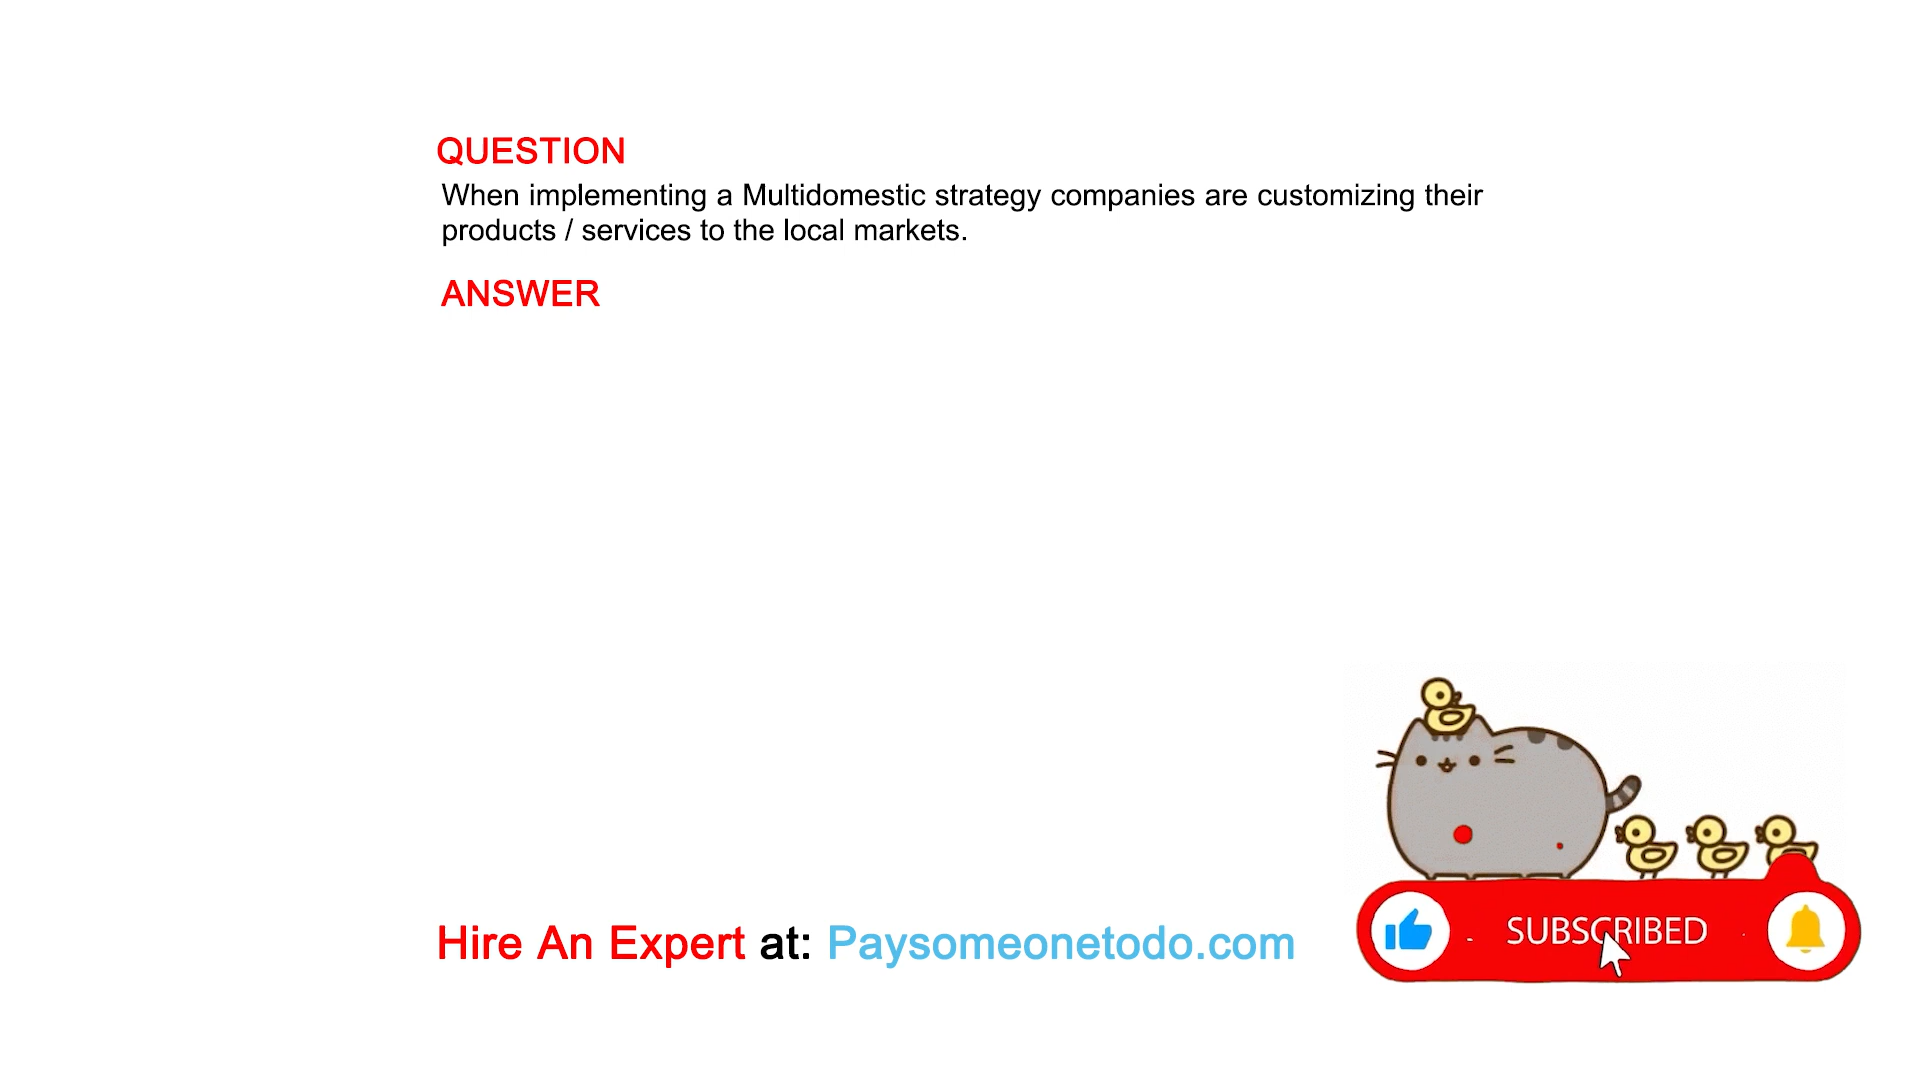 QUESTION
When implementing a Multidomestic strategy companies are customizing their
products / services to the local markets.
ANSWER
Hire An Expert at: Paysomeonetodo.com
SUBSCRIBED